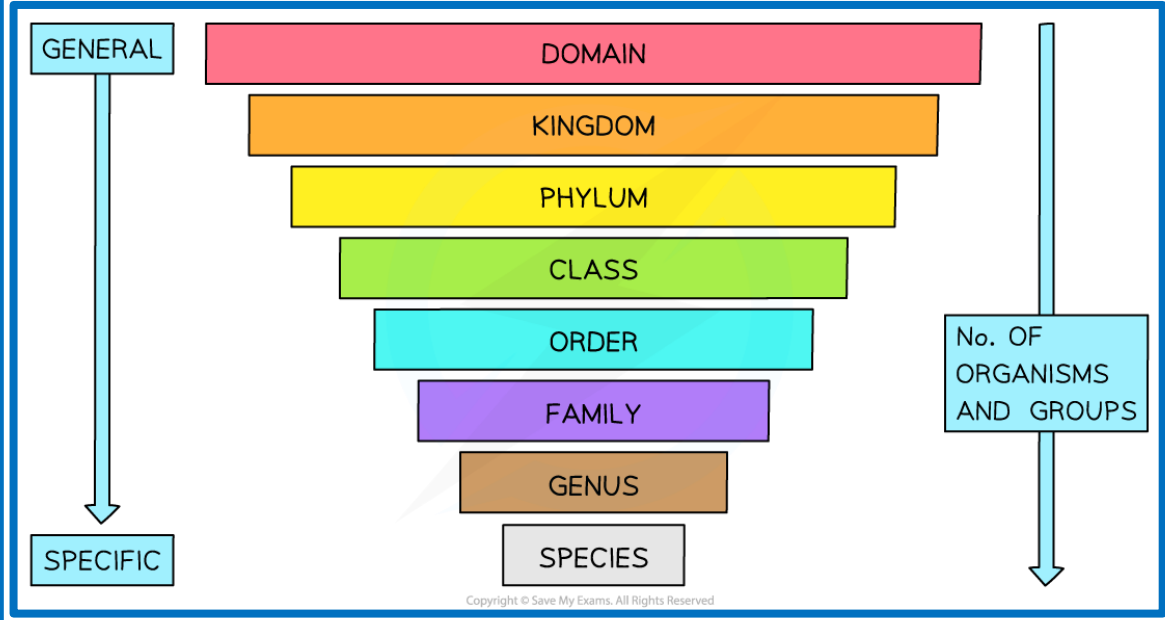 GENERAL
DOMAIN
KINGDOM
PHYLUM
CLASS
ORDER
No. OF
ORGANISMS
AND GROUPS
FAMILY
GENUS
SPECIFIC
SPECIES
Copyright © Save My Exams. All Rights Reserved